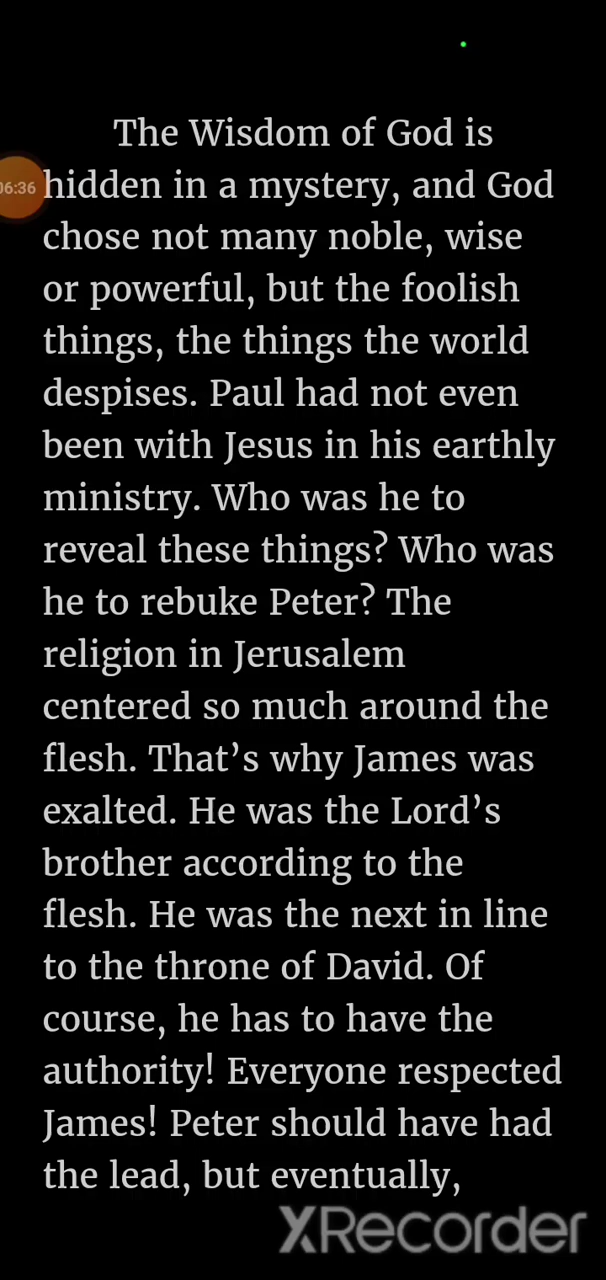 The Wisdom of God is
06:36
hidden in a mystery, and God
chose not many noble, wise
or powerful, but the foolish
things, the things the world
despises. Paul had not even
been with Jesus in his earthly
ministry. Who was he to
reveal these things? Who was
he to rebuke Peter? The
religion in Jerusalem
centered so much around the
flesh. That’s why James was
exalted. He was the Lord’s
brother according to the
flesh. He was the next in line
to the throne of David. Of
course, he has to have the
authority! Everyone respected
James! Peter should have had
the lead, but eventually,
XRecorder